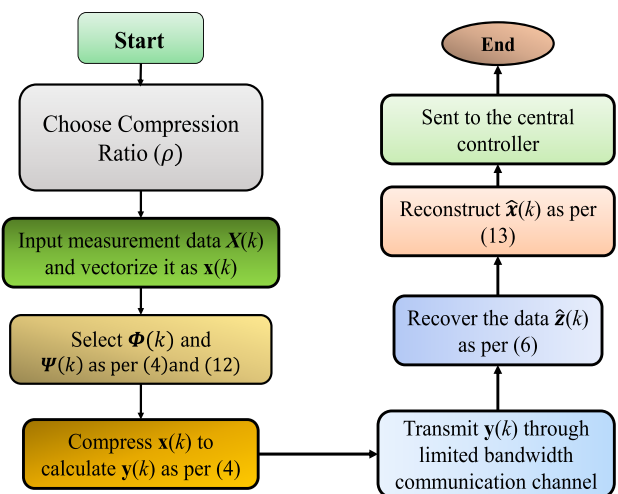 Start
Choose Compression
Ratio (ρ)
Input measurement data X(k)
and vectorize it as x(k)
Select Φ(k) and
Ψ(k) as per (4)and (12)
Compress x(k) to
calculate y(k) as per (4)
Transmit y(k) through
limited bandwidth
communication channel
Recover the data ẑ(k)
as per (6)
Reconstruct x̂(k) as per
(13)
Sent to the central
controller
End